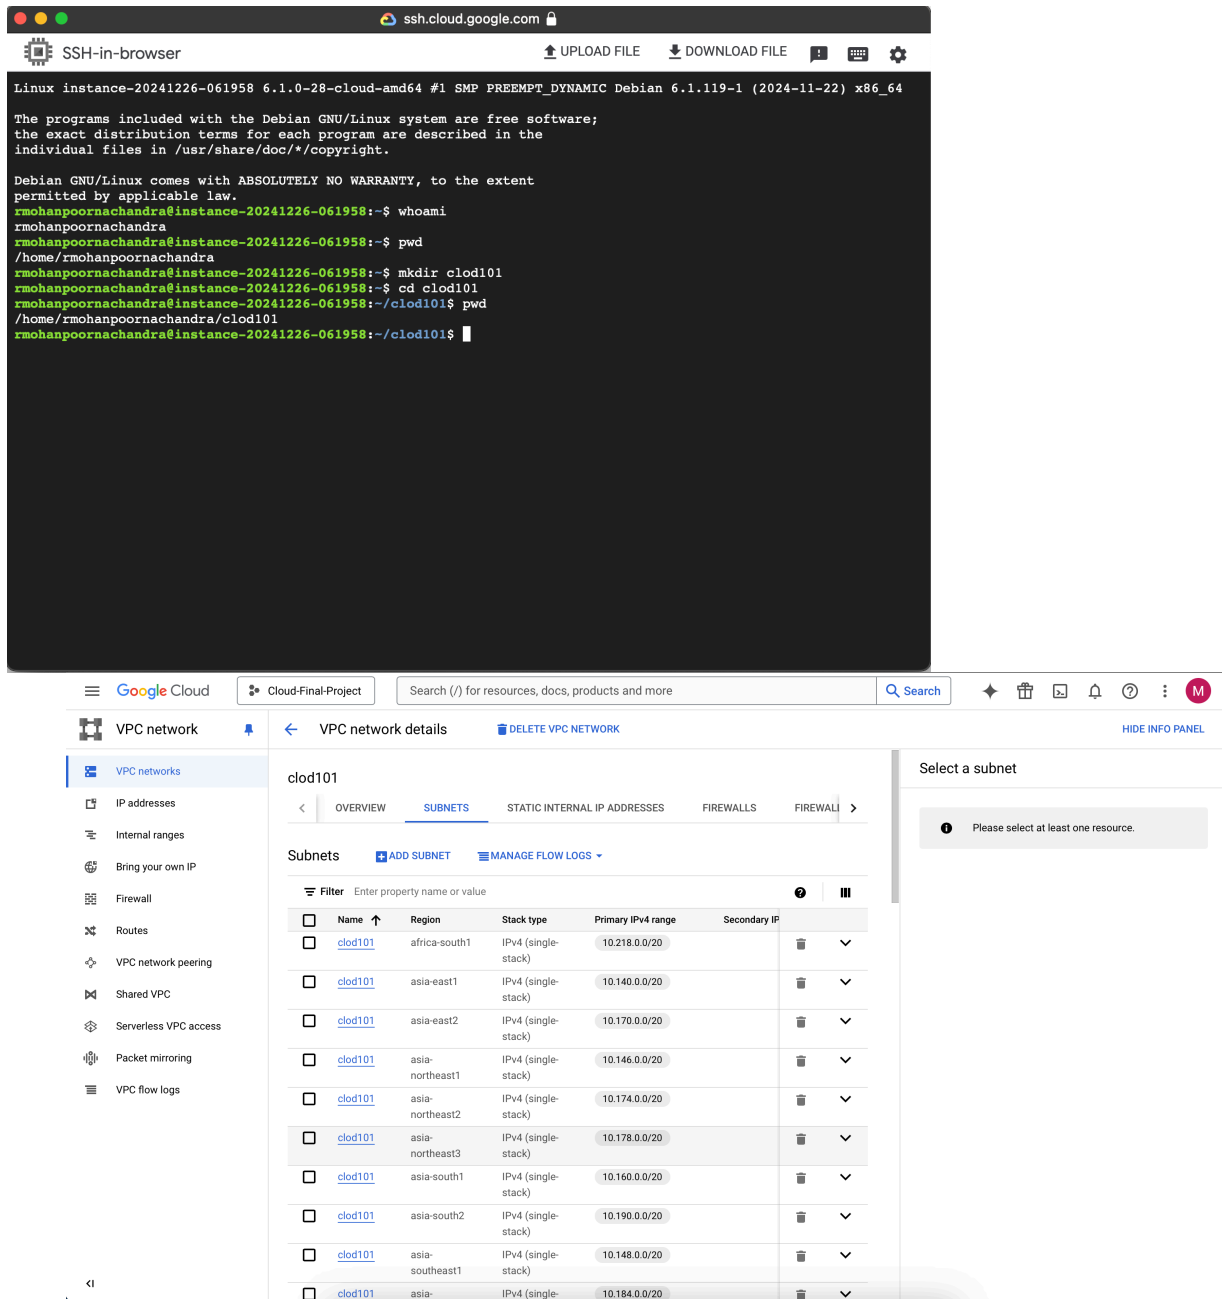 ssh.cloud.google.com
SSH-in-browser
UPLOAD FILE
DOWNLOAD FILE
Linux instance-20241226-061958 6.1.0-28-cloud-amd64 #1 SMP PREEMPT_DYNAMIC Debian 6.1.119-1 (2024-11-22) x86_64
The programs included with the Debian GNU/Linux system are free software;
the exact distribution terms for each program are described in the
individual files in /usr/share/doc/*/copyright.
Debian GNU/Linux comes with ABSOLUTELY NO WARRANTY, to the extent
permitted by applicable law.
rmohanpoornachandra@instance-20241226-061958:~$ whoami
rmohanpoornachandra
rmohanpoornachandra@instance-20241226-061958:~$ pwd
/home/rmohanpoornachandra
rmohanpoornachandra@instance-20241226-061958:~$ mkdir clod101
rmohanpoornachandra@instance-20241226-061958:~$ cd clod101
rmohanpoornachandra@instance-20241226-061958:~/clod101$ pwd
/home/rmohanpoornachandra/clod101
rmohanpoornachandra@instance-20241226-061958:~/clod101$
Google Cloud
Cloud-Final-Project
Search (/) for resources, docs, products and more
Search
M
VPC network
VPC networks
IP addresses
Internal ranges
Bring your own IP
Firewall
Routes
VPC network peering
Shared VPC
Serverless VPC access
Packet mirroring
VPC flow logs
VPC network details
DELETE VPC NETWORK
HIDE INFO PANEL
clod101
OVERVIEW SUBNETS STATIC INTERNAL IP ADDRESSES FIREWALLS FIREWALL
Subnets
ADD SUBNET
MANAGE FLOW LOGS
Filter Enter property name or value
Name Region Stack type Primary IPv4 range Secondary IP
clod101 africa-south1 IPv4 (single-
stack) 10.218.0.0/20
clod101 asia-east1 IPv4 (single-
stack) 10.140.0.0/20
clod101 asia-east2 IPv4 (single-
stack) 10.170.0.0/20
clod101 asia-
northeast1 IPv4 (single-
stack) 10.146.0.0/20
clod101 asia-
northeast2 IPv4 (single-
stack) 10.174.0.0/20
clod101 asia-
northeast3 IPv4 (single-
stack) 10.178.0.0/20
clod101 asia-south1 IPv4 (single-
stack) 10.160.0.0/20
clod101 asia-south2 IPv4 (single-
stack) 10.190.0.0/20
clod101 asia-
southeast1 IPv4 (single-
stack) 10.148.0.0/20
clod101 asia- IPv4 (single- 10.184.0.0/20
Select a subnet
Please select at least one resource.